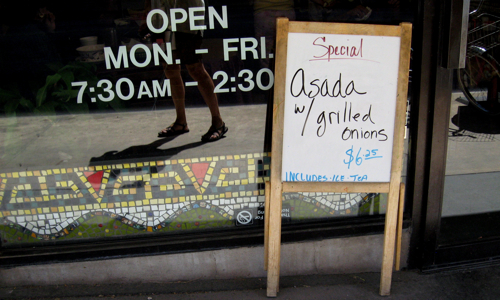 OPEN
MON. - FRI.
7:30AM - 2:30
Special
Asada
w/ grilled
onions
$6.25
INCLUDES ICE TEA